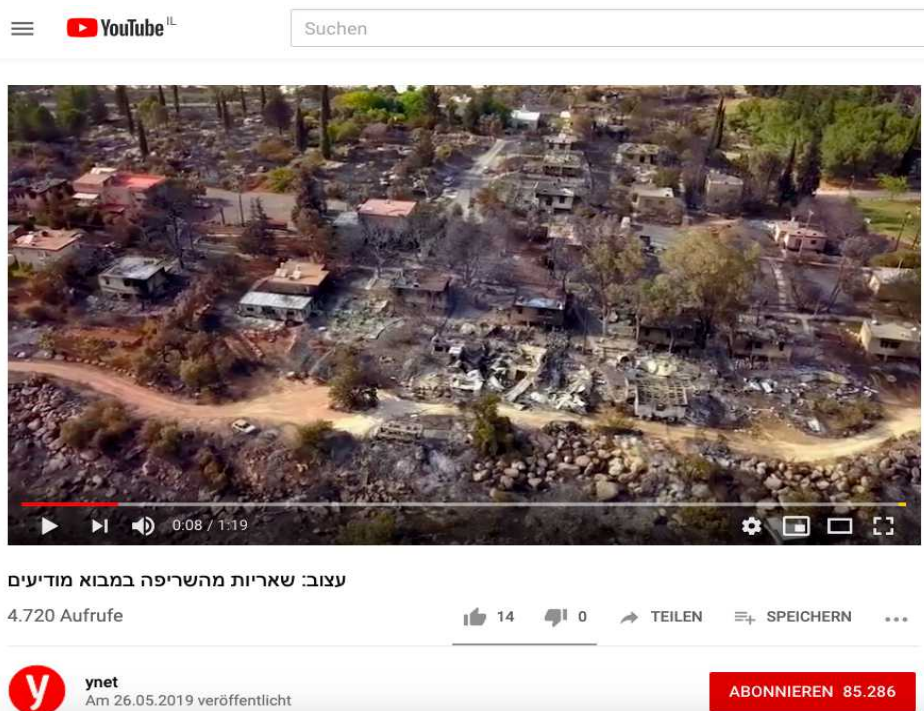 YouTube IL
Suchen
0:08 / 1:19
עצוב: שאריות מהשריפה במבוא מודיעים
4.720 Aufrufe
14 0 TEILEN SPEICHERN
y ynet
Am 26.05.2019 veröffentlicht
ABONNIEREN 85.286